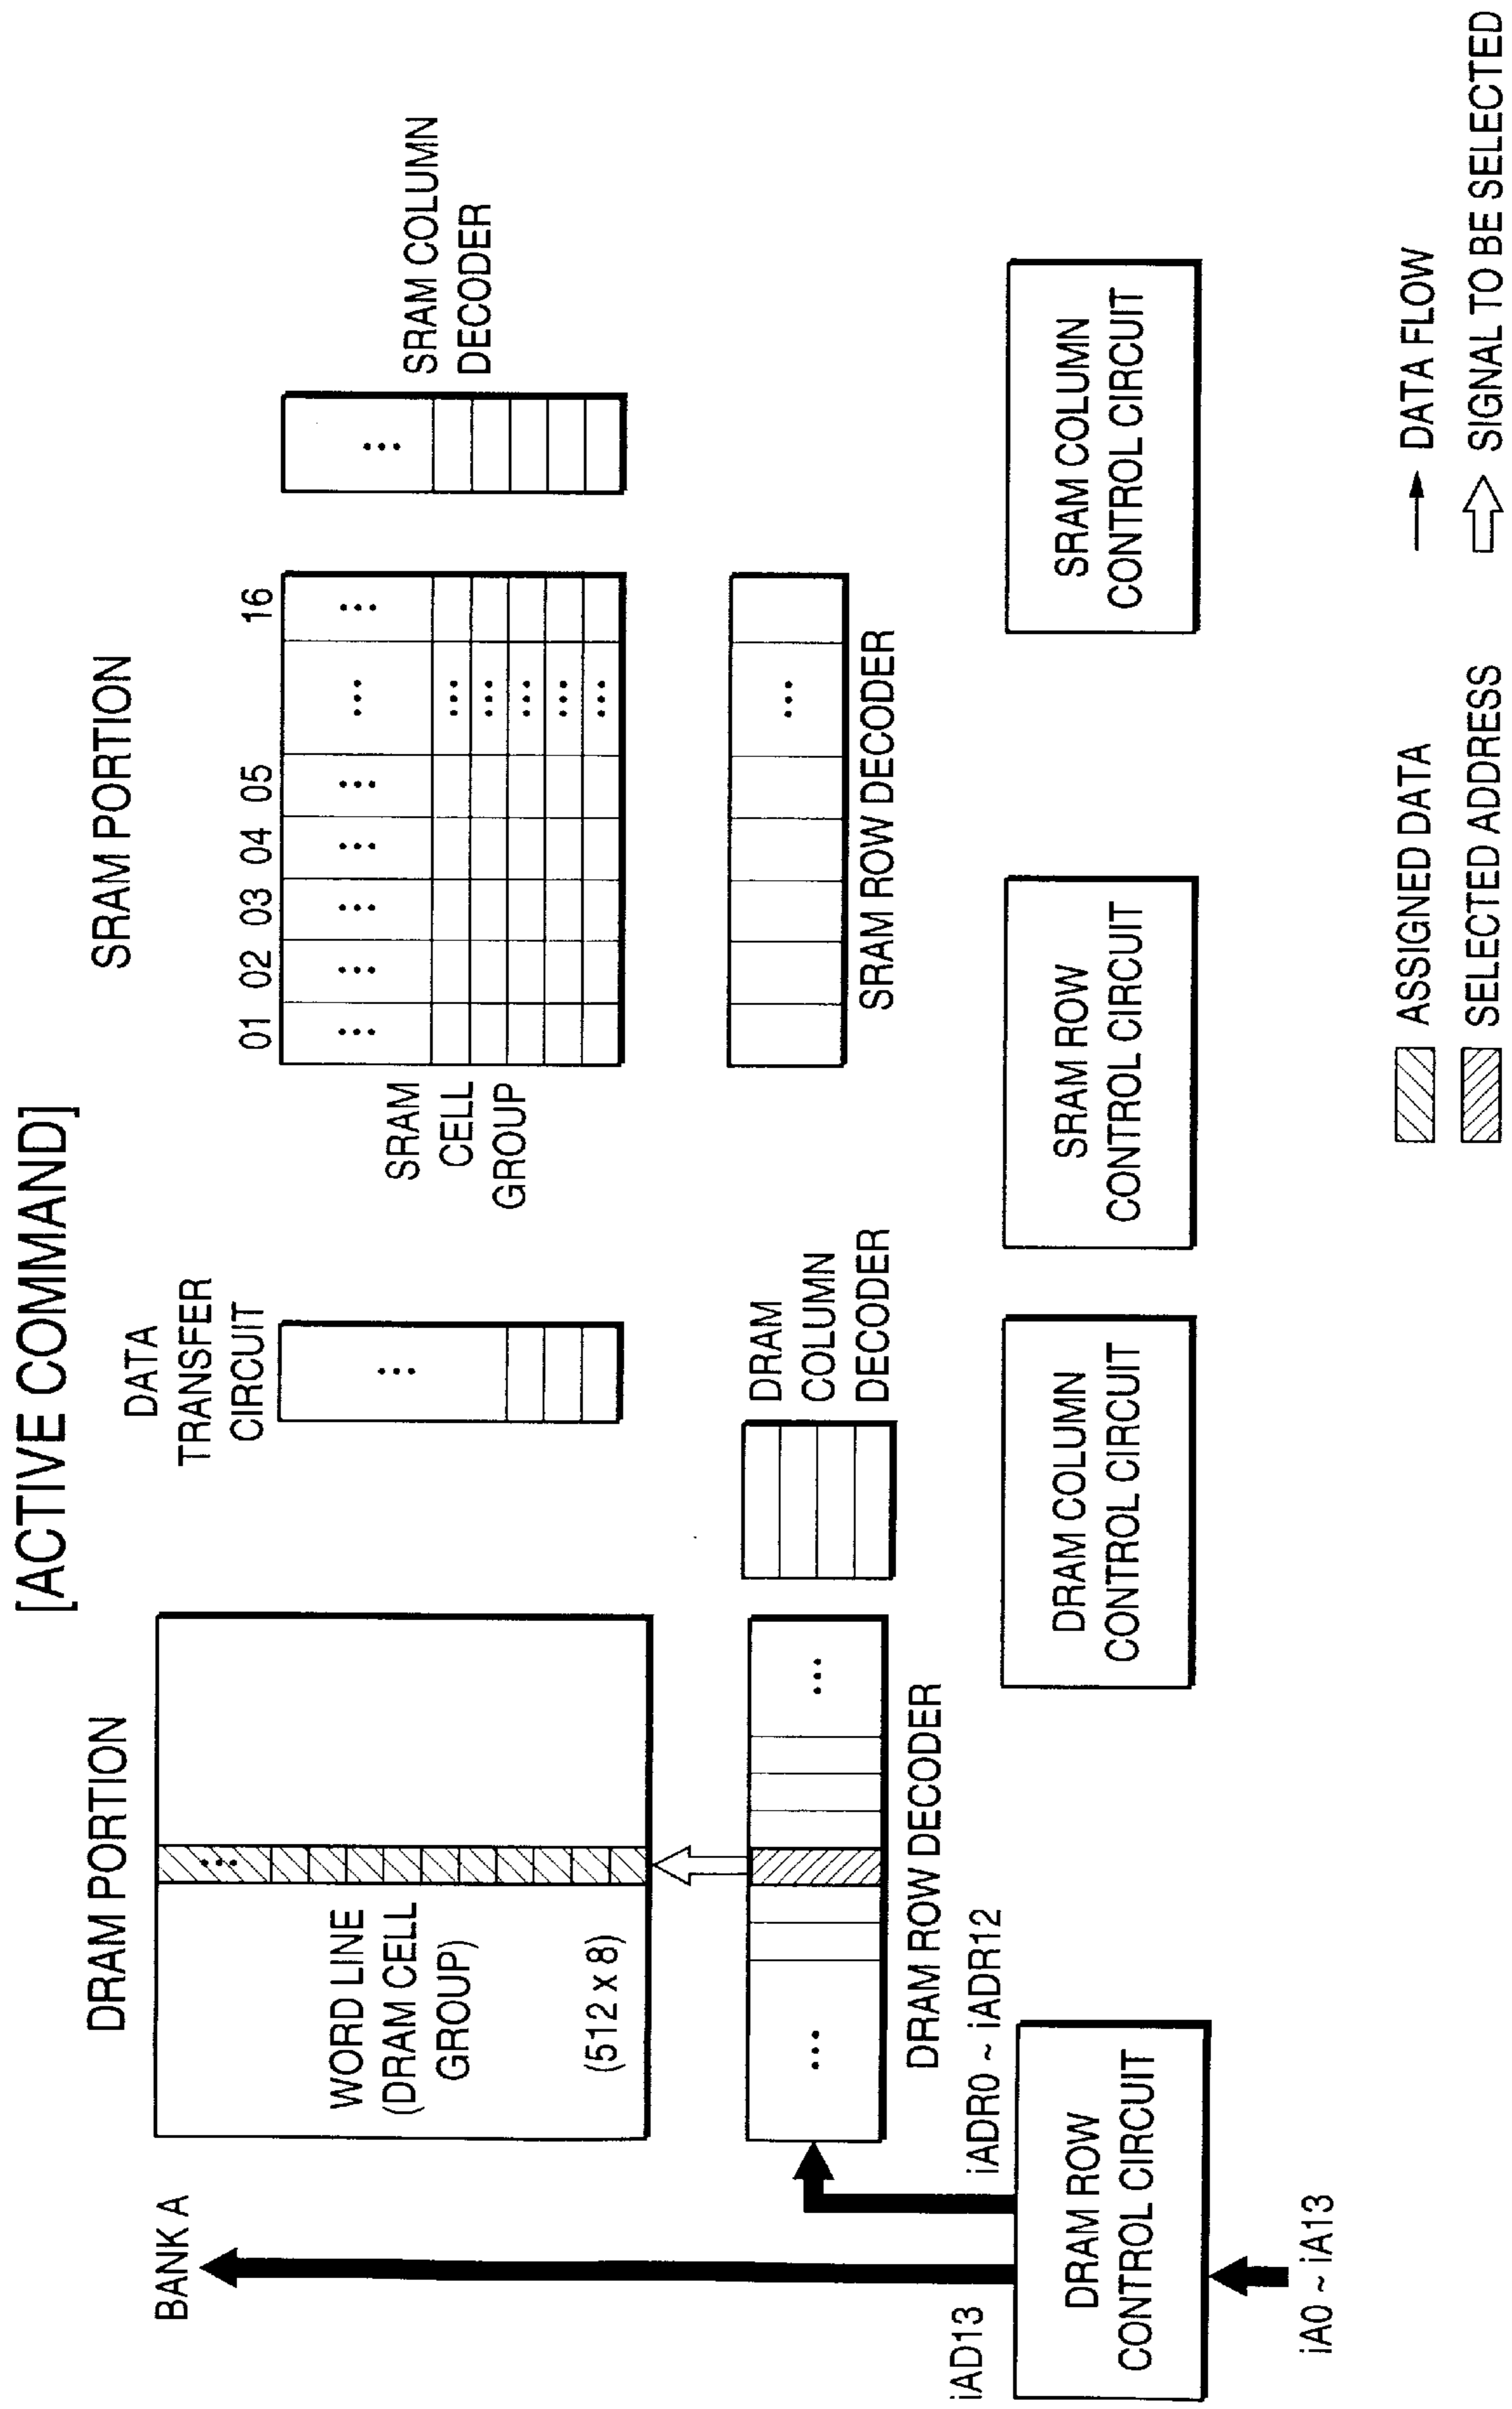 [ACTIVE COMMAND]
DRAM PORTION
DATA
TRANSFER
CIRCUIT
SRAM PORTION
BANK A
WORD LINE
(DRAM CELL
GROUP)
(512 x 8)
01 02 03 04 05 16
SRAM
CELL
GROUP
SRAM COLUMN
DECODER
DRAM ROW DECODER
DRAM
COLUMN
DECODER
SRAM ROW DECODER
iAD13
iADR0 ~ iADR12
DRAM ROW
CONTROL CIRCUIT
DRAM COLUMN
CONTROL CIRCUIT
SRAM ROW
CONTROL CIRCUIT
SRAM COLUMN
CONTROL CIRCUIT
iA0 ~ iA13
ASSIGNED DATA
DATA FLOW
SELECTED ADDRESS
SIGNAL TO BE SELECTED